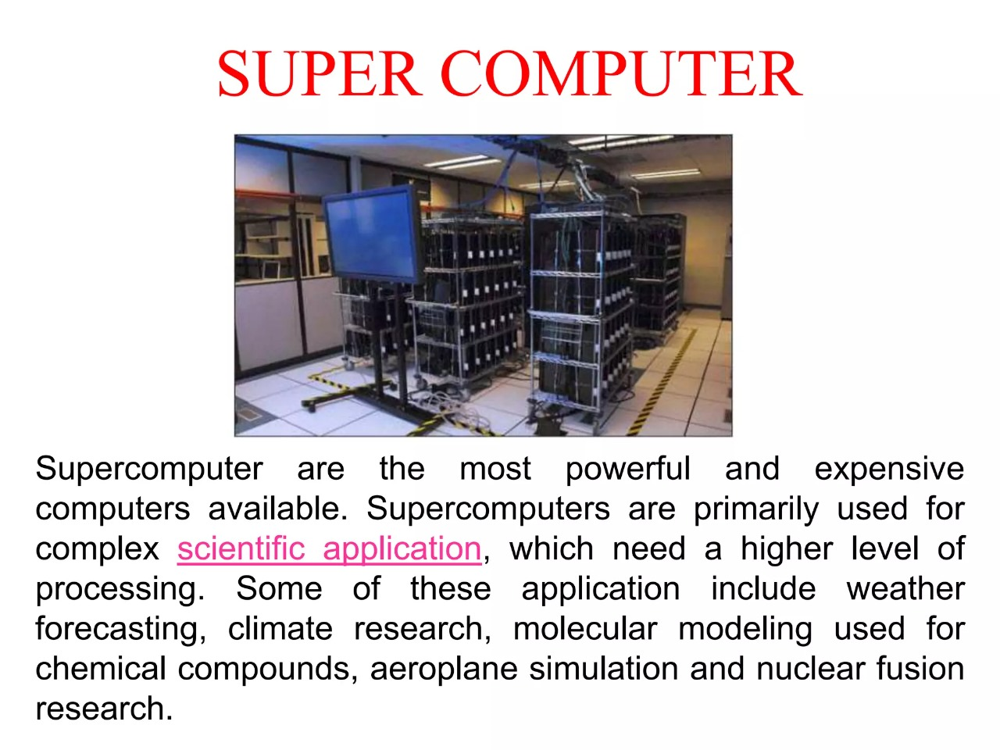 SUPER COMPUTER
Supercomputer are the most powerful and expensive
computers available. Supercomputers are primarily used for
complex scientific application, which need a higher level of
processing. Some of these application include weather
forecasting, climate research, molecular modeling used for
chemical compounds, aeroplane simulation and nuclear fusion
research.